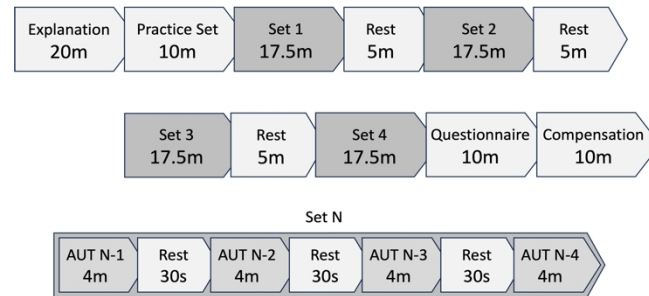 Explanation
20m
Practice Set
10m
Set 1
17.5m
Rest
5m
Set 2
17.5m
Rest
5m
Set 3
17.5m
Rest
5m
Set 4
17.5m
Questionnaire
10m
Compensation
10m
Set N
AUT N-1
4m
Rest
30s
AUT N-2
4m
Rest
30s
AUT N-3
4m
Rest
30s
AUT N-4
4m